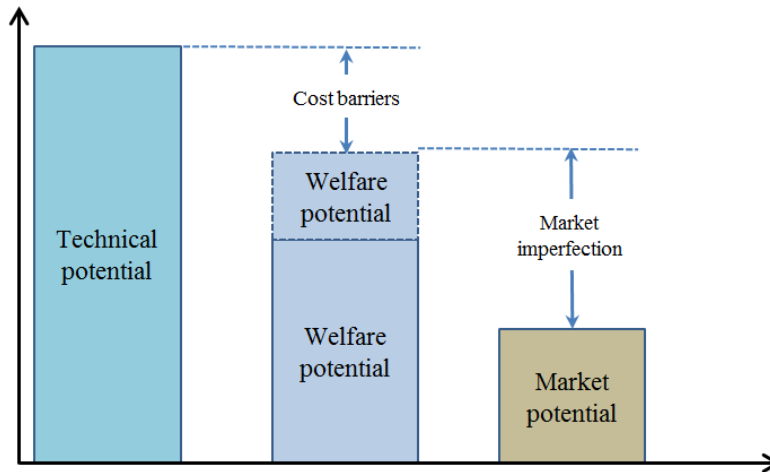 Technical
potential
Cost barriers
Welfare
potential
Welfare
potential
Market
imperfection
Market
potential